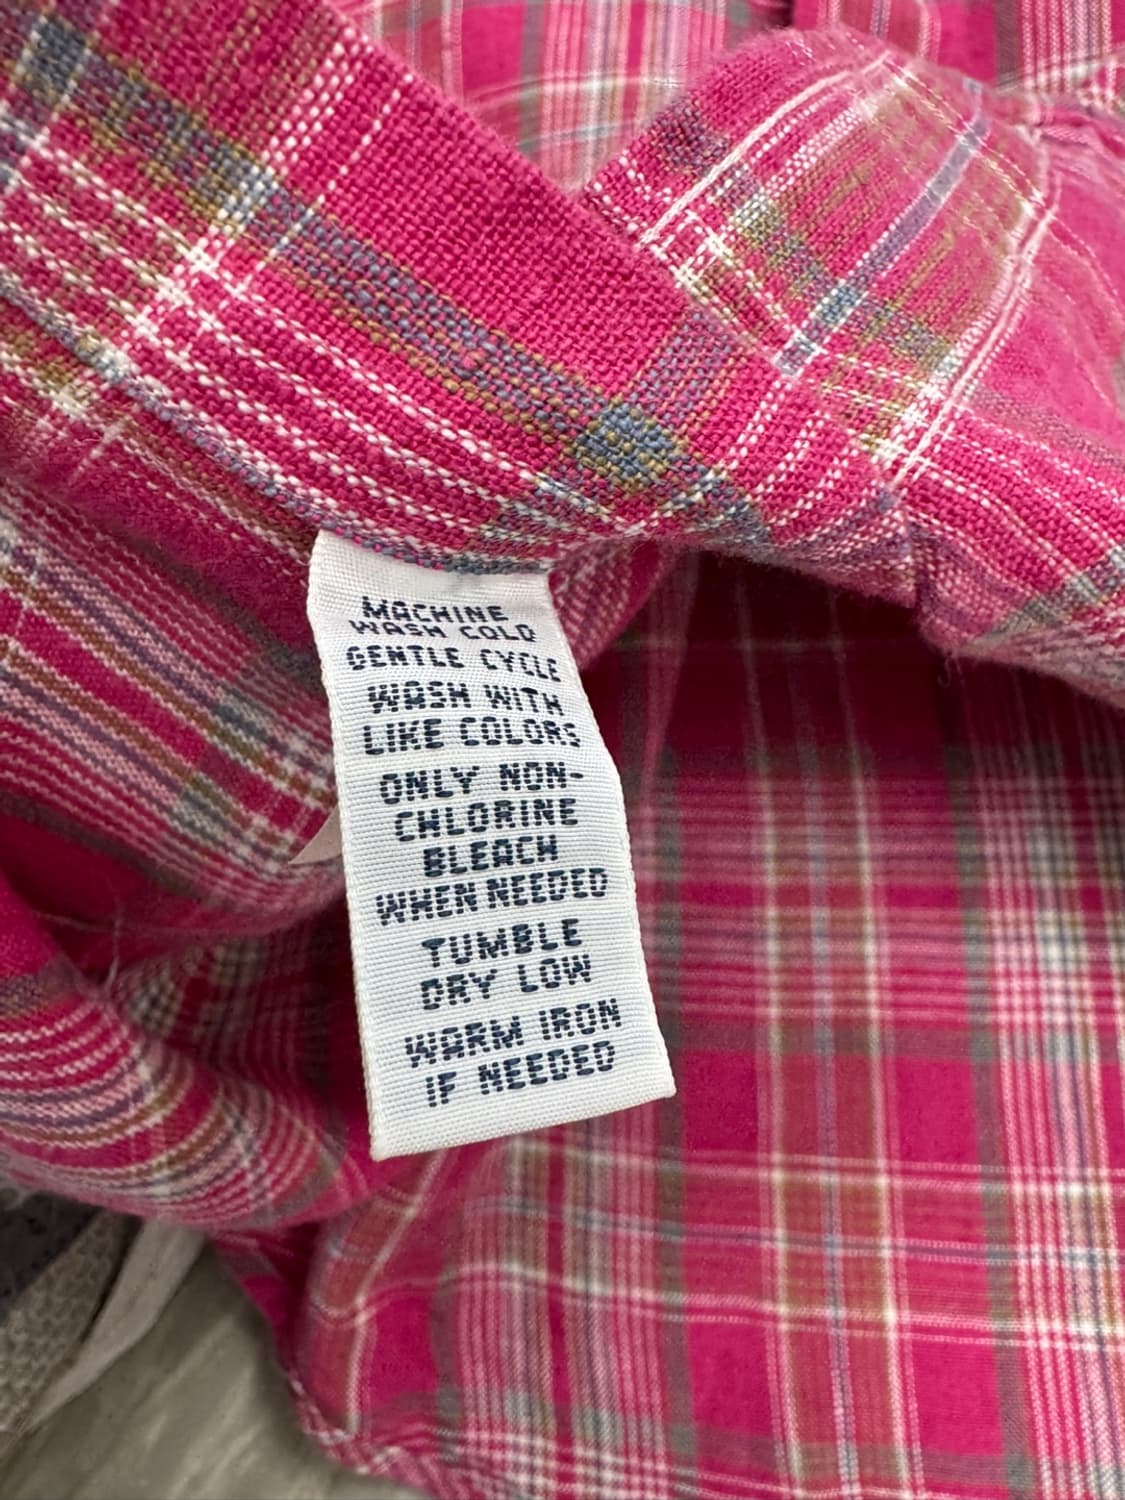 MACHINE
WASH COLD
GENTLE CYCLE
WASH WITH
LIKE COLORS
ONLY NON-
CHLORINE
BLEACH
WHEN NEEDED
TUMBLE
DRY LOW
WARM IRON
IF NEEDED